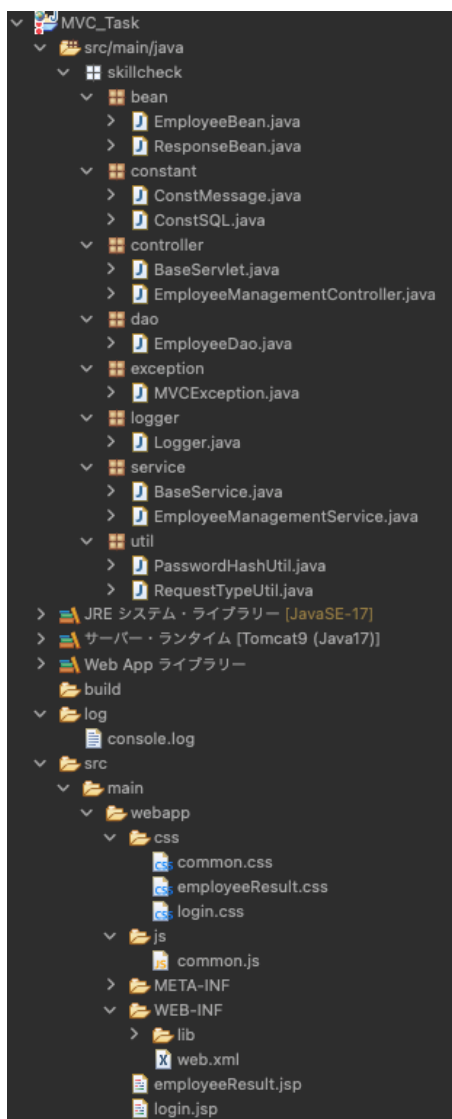 MVC_Task
src/main/java
skillcheck
bean
EmployeeBean.java
ResponseBean.java
constant
ConstMessage.java
ConstSQL.java
controller
BaseServlet.java
EmployeeManagementController.java
dao
EmployeeDao.java
exception
MVCException.java
logger
Logger.java
service
BaseService.java
EmployeeManagementService.java
util
PasswordHashUtil.java
RequestTypeUtil.java
JRE システム・ライブラリー [JavaSE-17]
サーバー・ランタイム [Tomcat9 (Java17)]
Web App ライブラリー
build
log
console.log
src
main
webapp
css
common.css
employeeResult.css
login.css
js
common.js
META-INF
WEB-INF
lib
web.xml
employeeResult.jsp
login.jsp